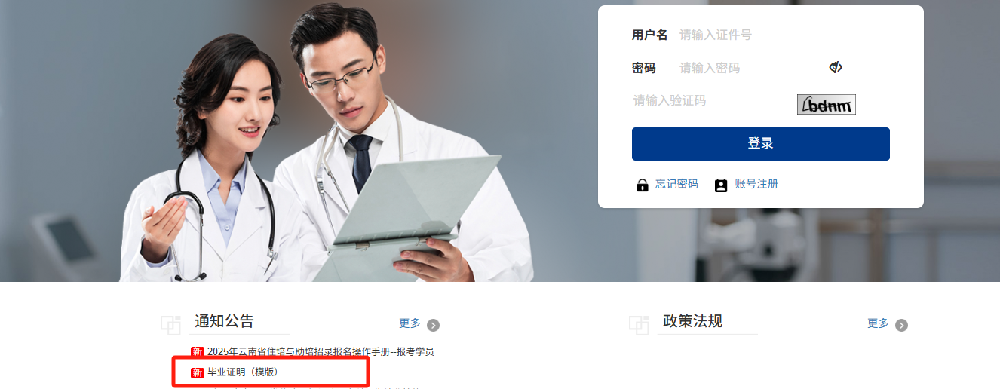 用户名 请输入证件号
密码 请输入密码
请输入验证码 bdnm
登录
忘记密码 账号注册
通知公告 更多
政策法规 更多
新 2025年云南省住培与助培招录报名操作手册--报考学员
新 毕业证明（模版）